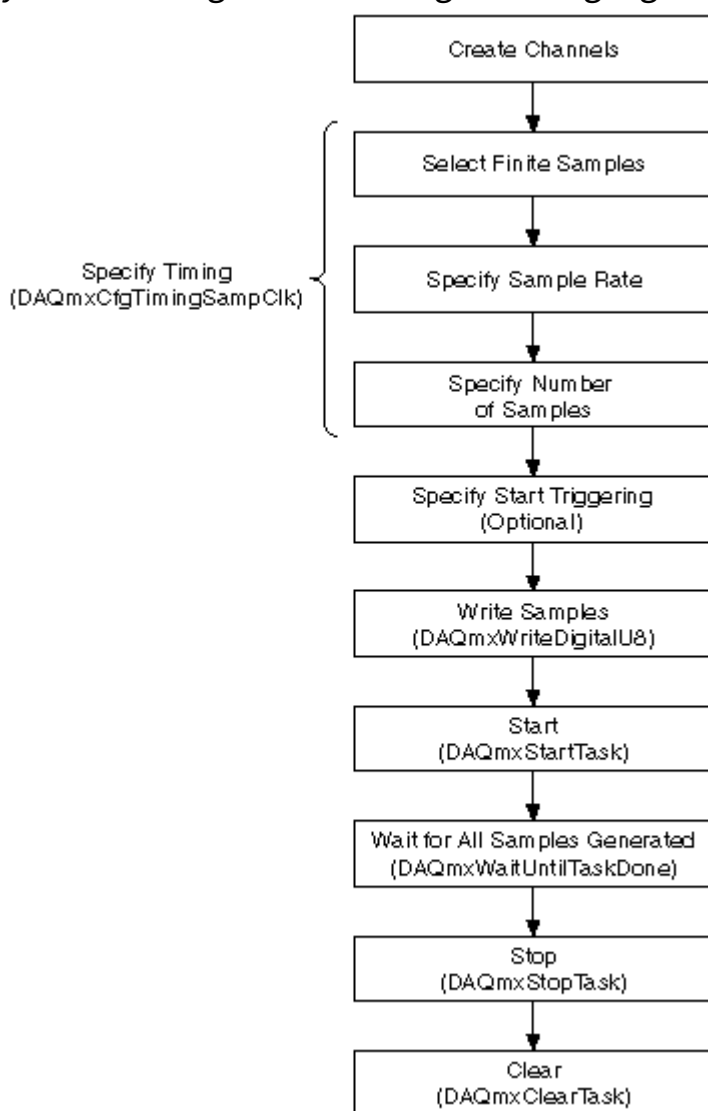 Create Channels
Select Finite Samples
Specify Timing
(DAQmxCfgTimingSampClk)
Specify Sample Rate
Specify Number
of Samples
Specify Start Triggering
(Optional)
Write Samples
(DAQmxWriteDigitalU8)
Start
(DAQmxStartTask)
Wait for All Samples Generated
(DAQmxWaitUntilTaskDone)
Stop
(DAQmxStopTask)
Clear
(DAQmxClearTask)